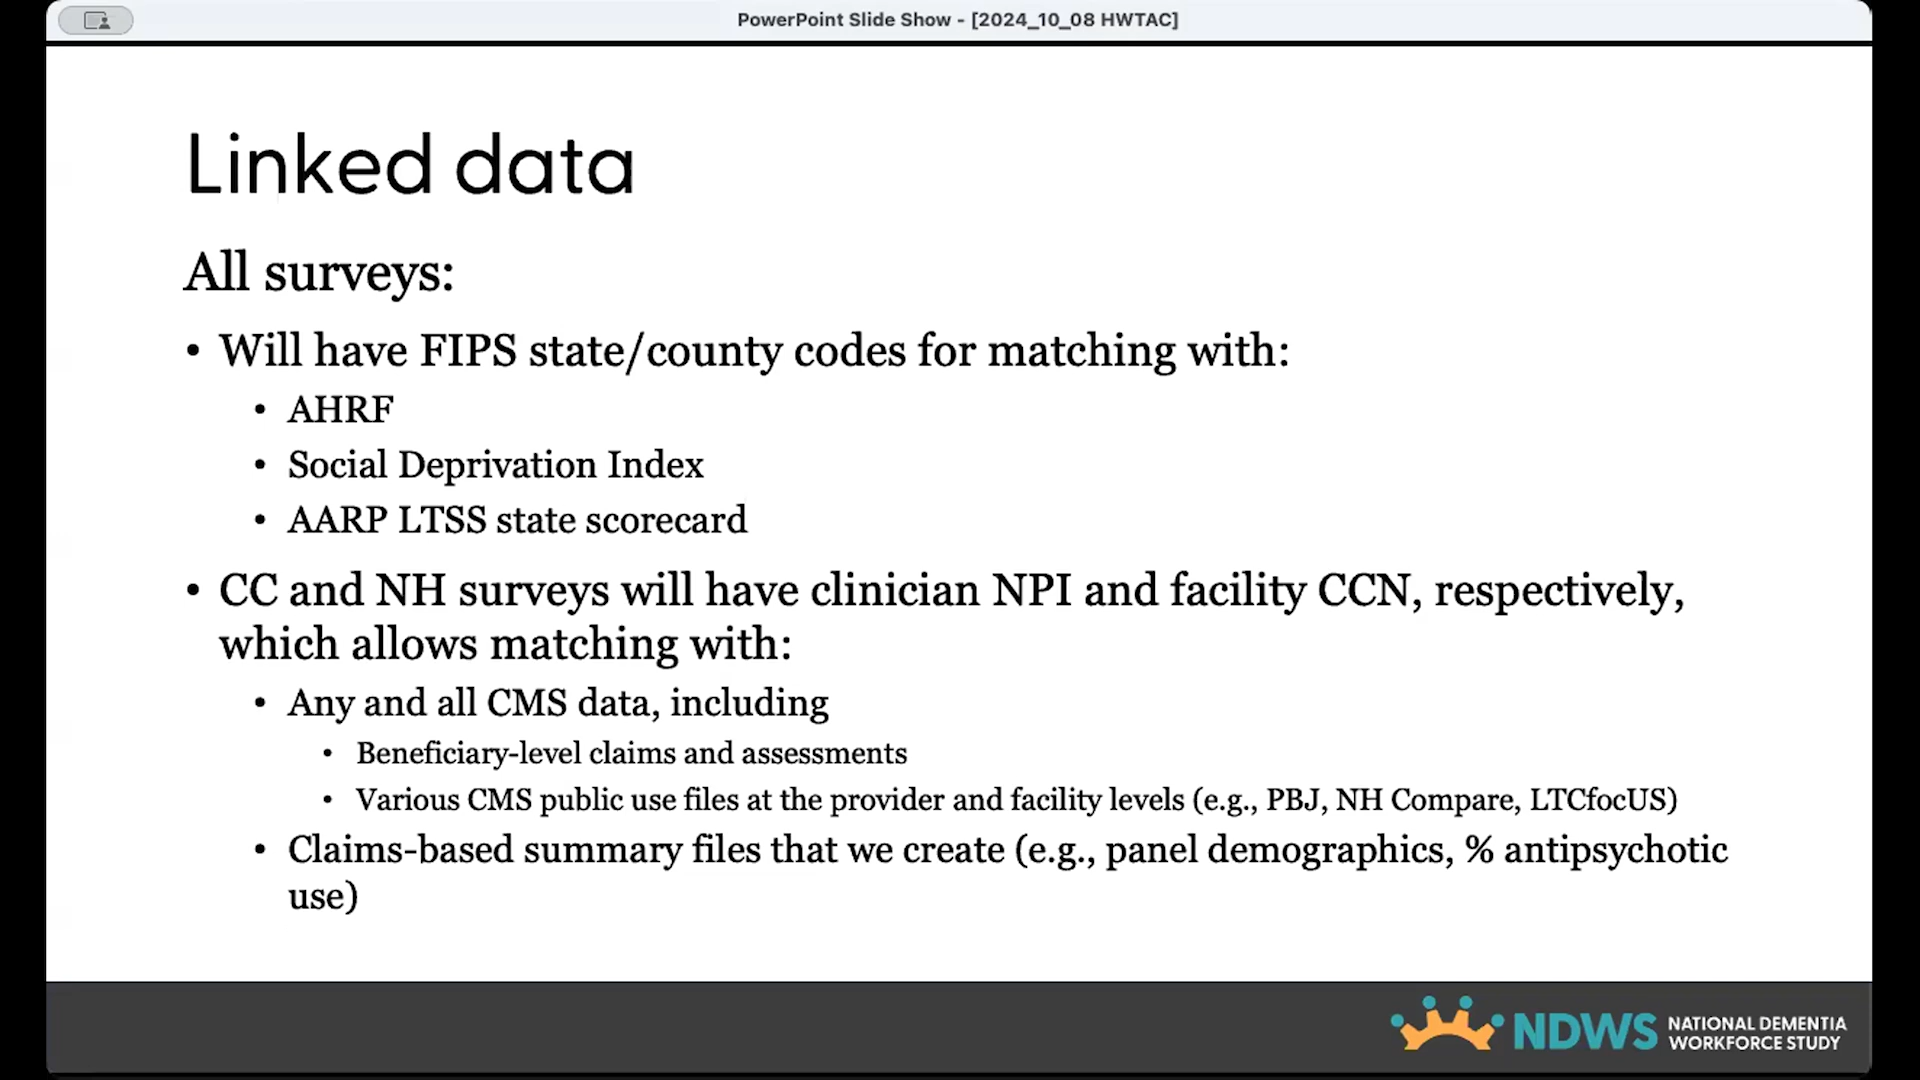 PowerPoint Slide Show - [2024_10_08 HWTAC]
Linked data
All surveys:
• Will have FIPS state/county codes for matching with:
• AHRF
• Social Deprivation Index
• AARP LTSS state scorecard
• CC and NH surveys will have clinician NPI and facility CCN, respectively,
which allows matching with:
• Any and all CMS data, including
• Beneficiary-level claims and assessments
• Various CMS public use files at the provider and facility levels (e.g., PBJ, NH Compare, LTCfocUS)
• Claims-based summary files that we create (e.g., panel demographics, % antipsychotic
use)
NDWS NATIONAL DEMENTIA
WORKFORCE STUDY